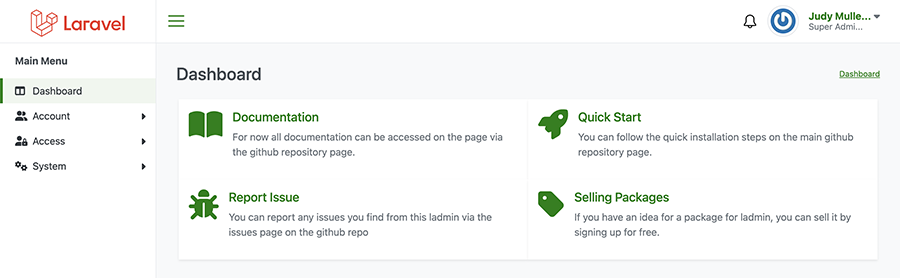 Laravel
Judy Mulle...
Super Admi...
Main Menu
Dashboard
Account
Access
System
Dashboard
Dashboard
Documentation
For now all documentation can be accessed on the page via
the github repository page.
Quick Start
You can follow the quick installation steps on the main github
repository page.
Report Issue
You can report any issues you find from this ladmin via the
issues page on the github repo
Selling Packages
If you have an idea for a package for ladmin, you can sell it by
signing up for free.